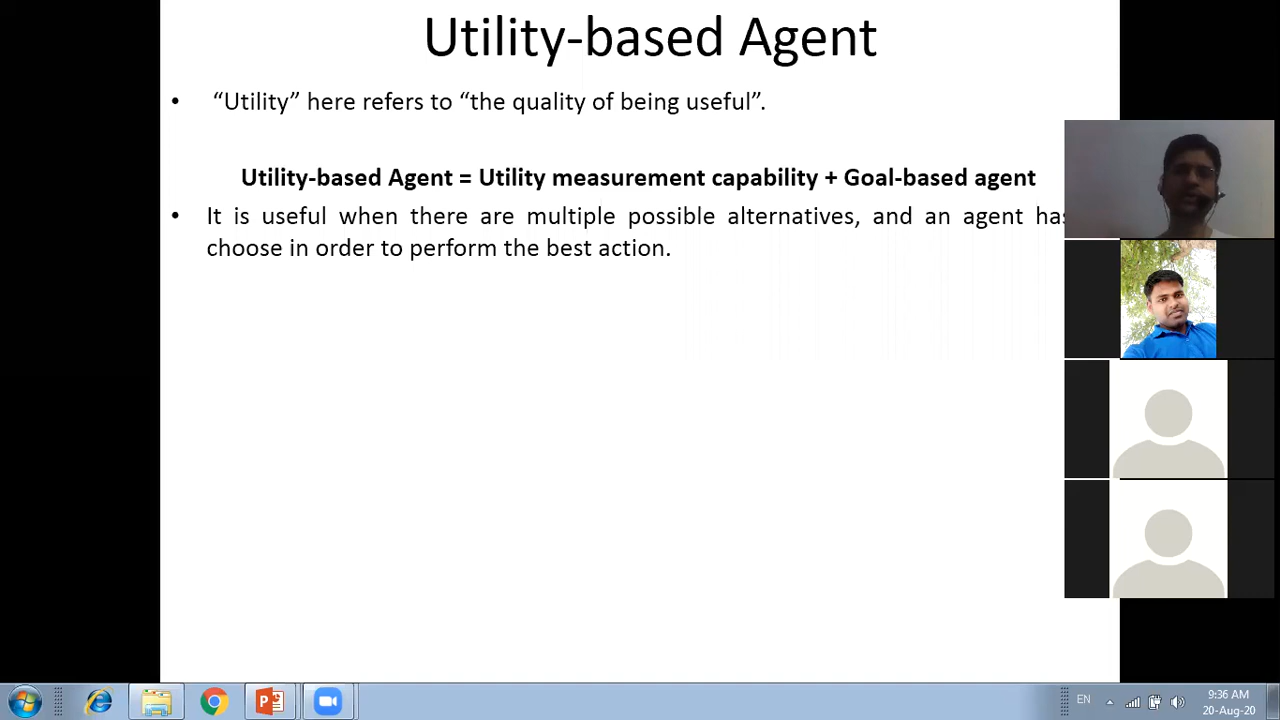 Utility-based Agent
• “Utility” here refers to “the quality of being useful”.
Utility-based Agent = Utility measurement capability + Goal-based agent
• It is useful when there are multiple possible alternatives, and an agent has
choose in order to perform the best action.
EN
9:36 AM
20-Aug-20